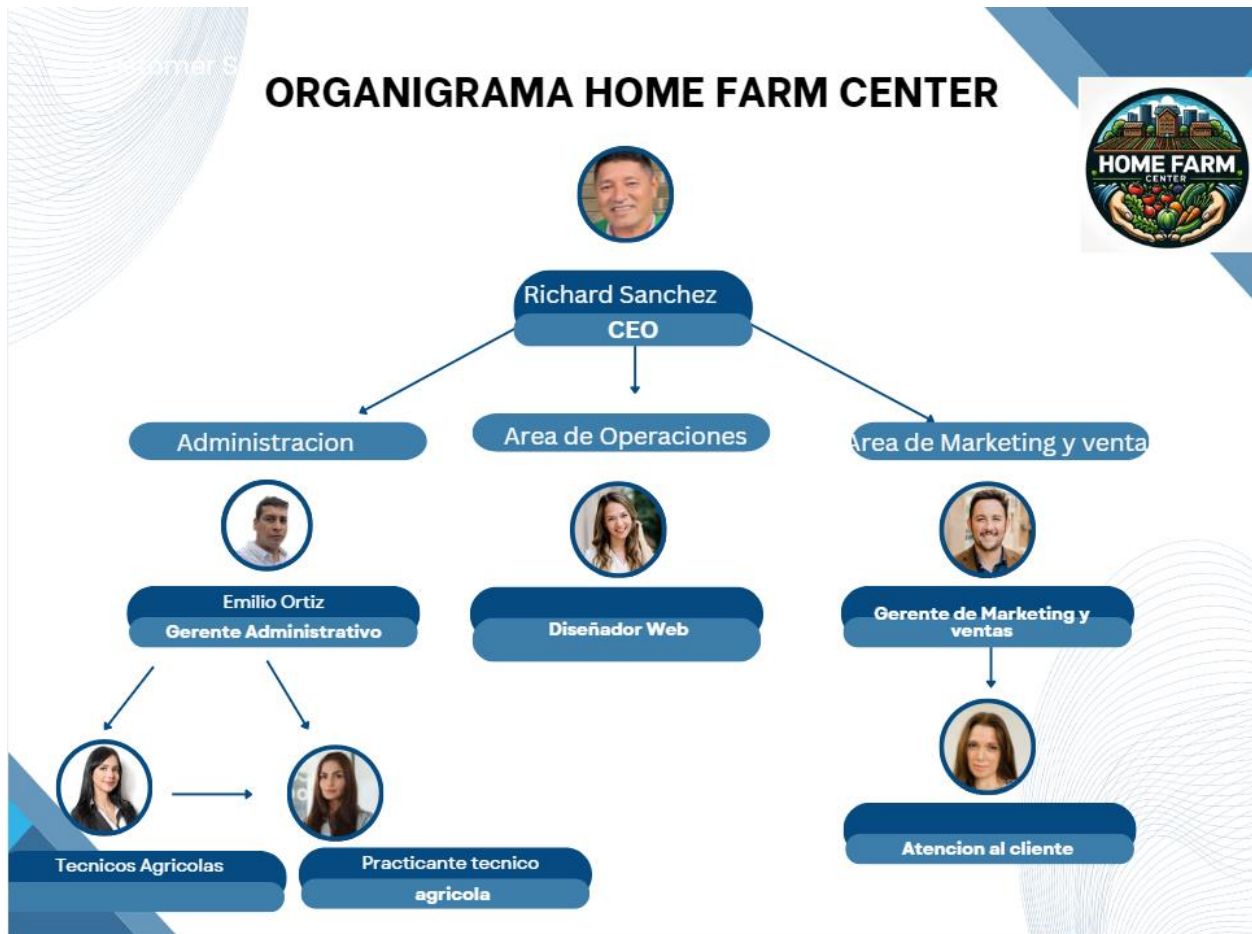 ORGANIGRAMA HOME FARM CENTER
HOME FARM
CENTER
Richard Sanchez
CEO
Administracion
Area de Operaciones
Area de Marketing y venta
Emilio Ortiz
Gerente Administrativo
Diseñador Web
Gerente de Marketing y
ventas
Tecnicos Agricolas
Practicante tecnico
agricola
Atencion al cliente